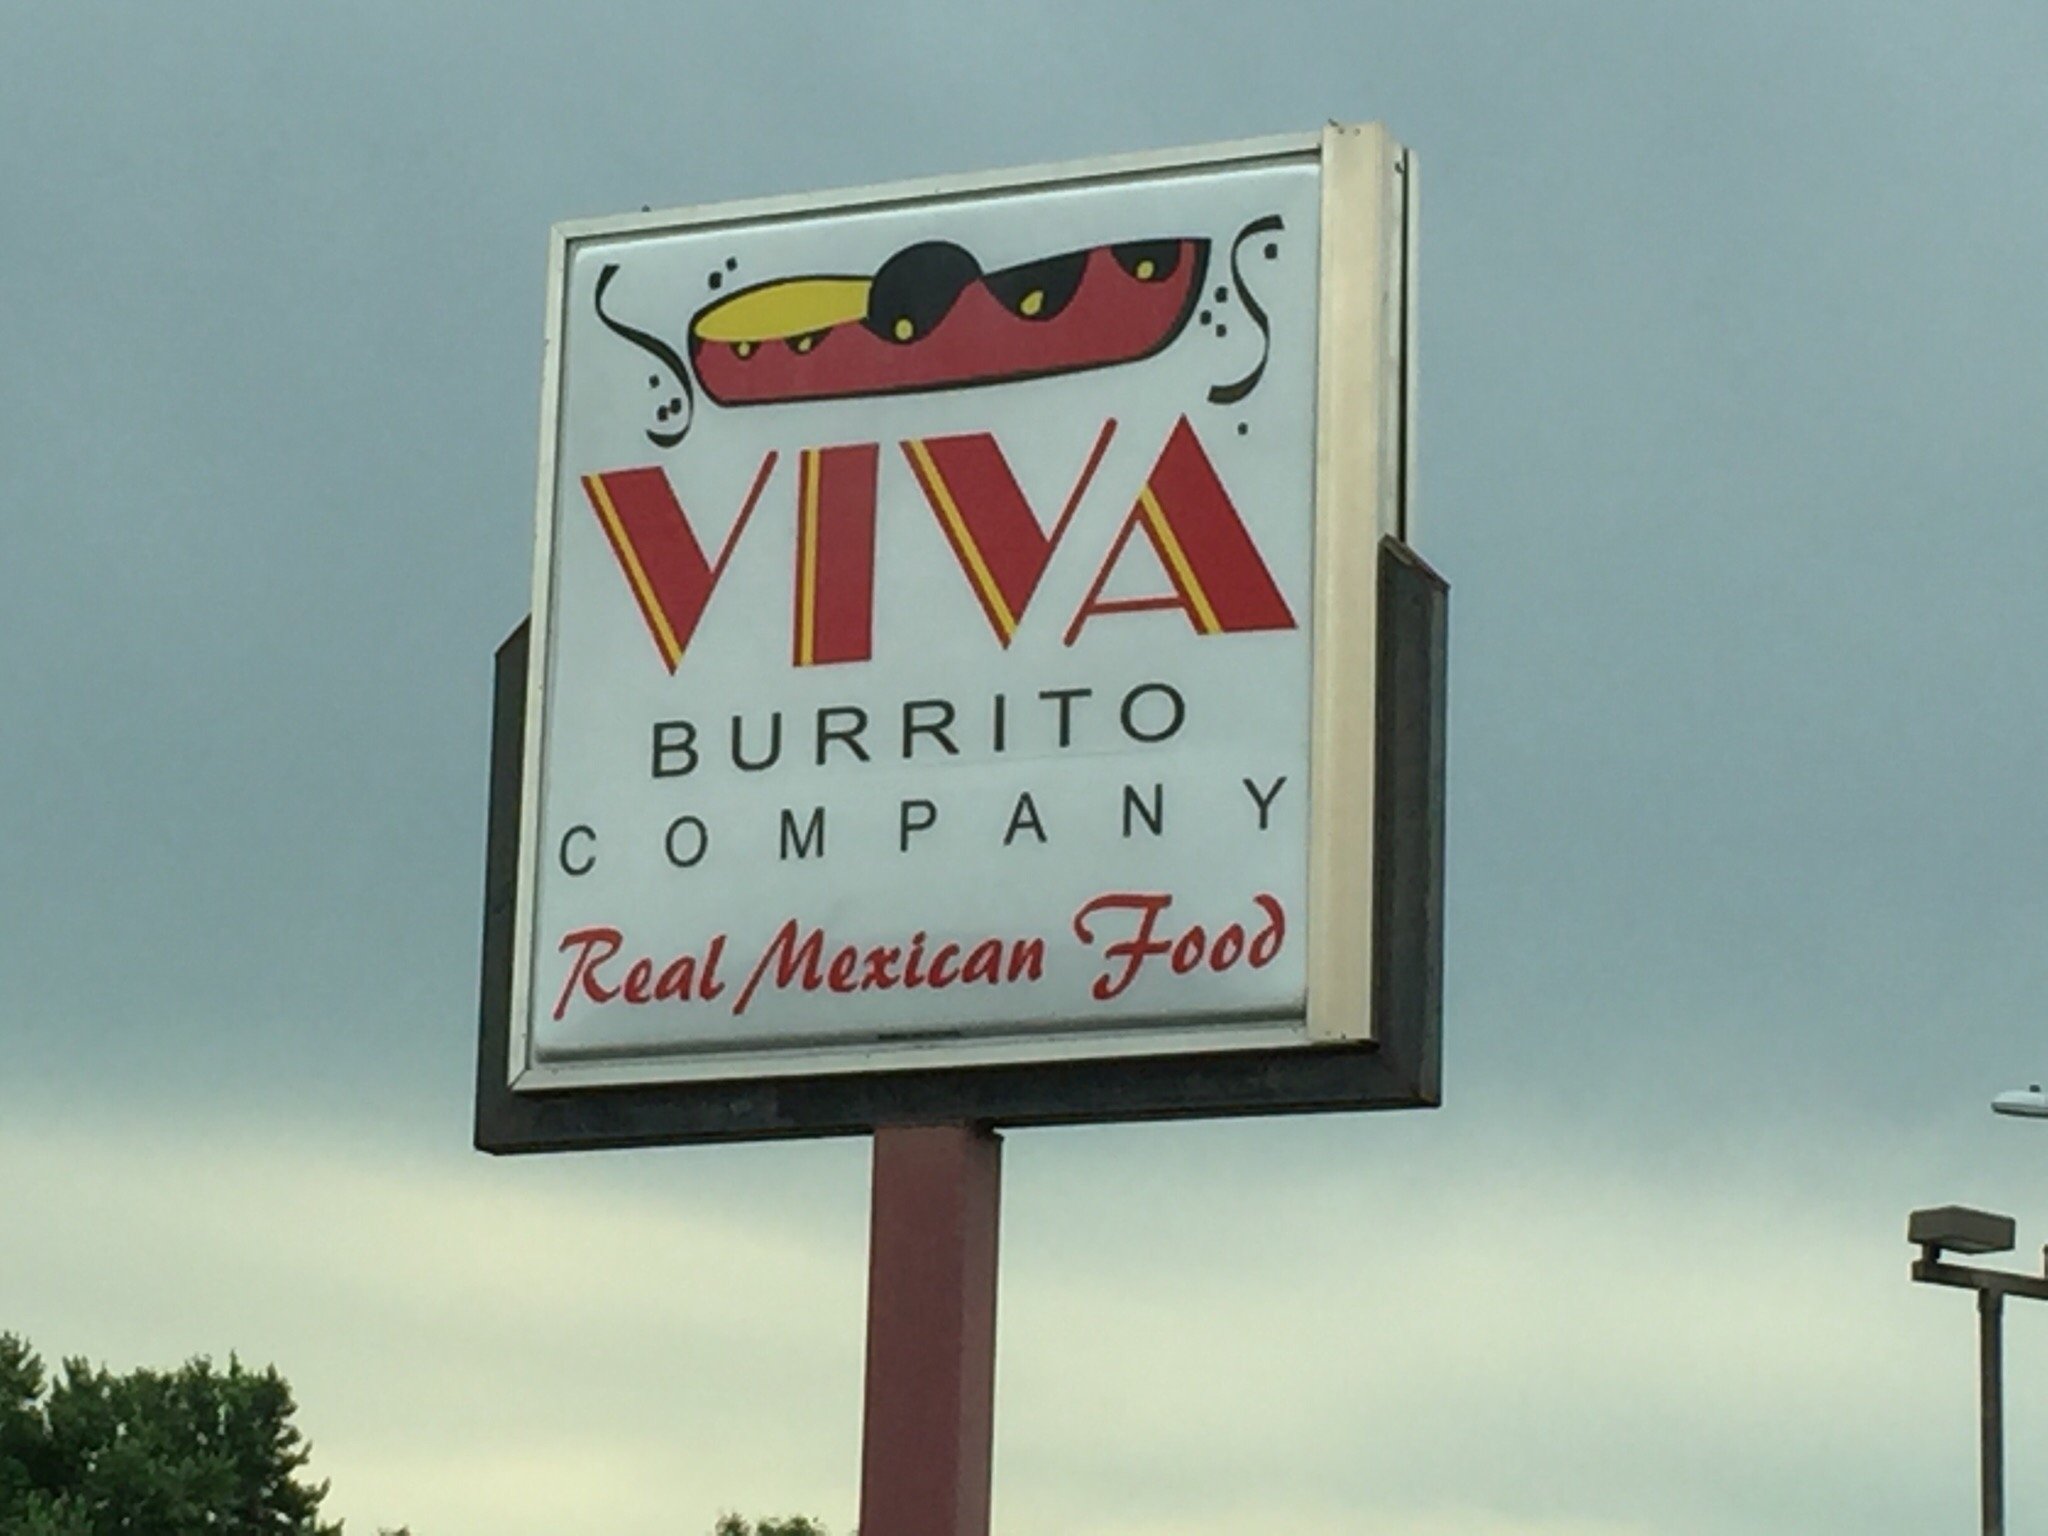 VIVA
BURRITO
COMPANY
Real Mexican Food